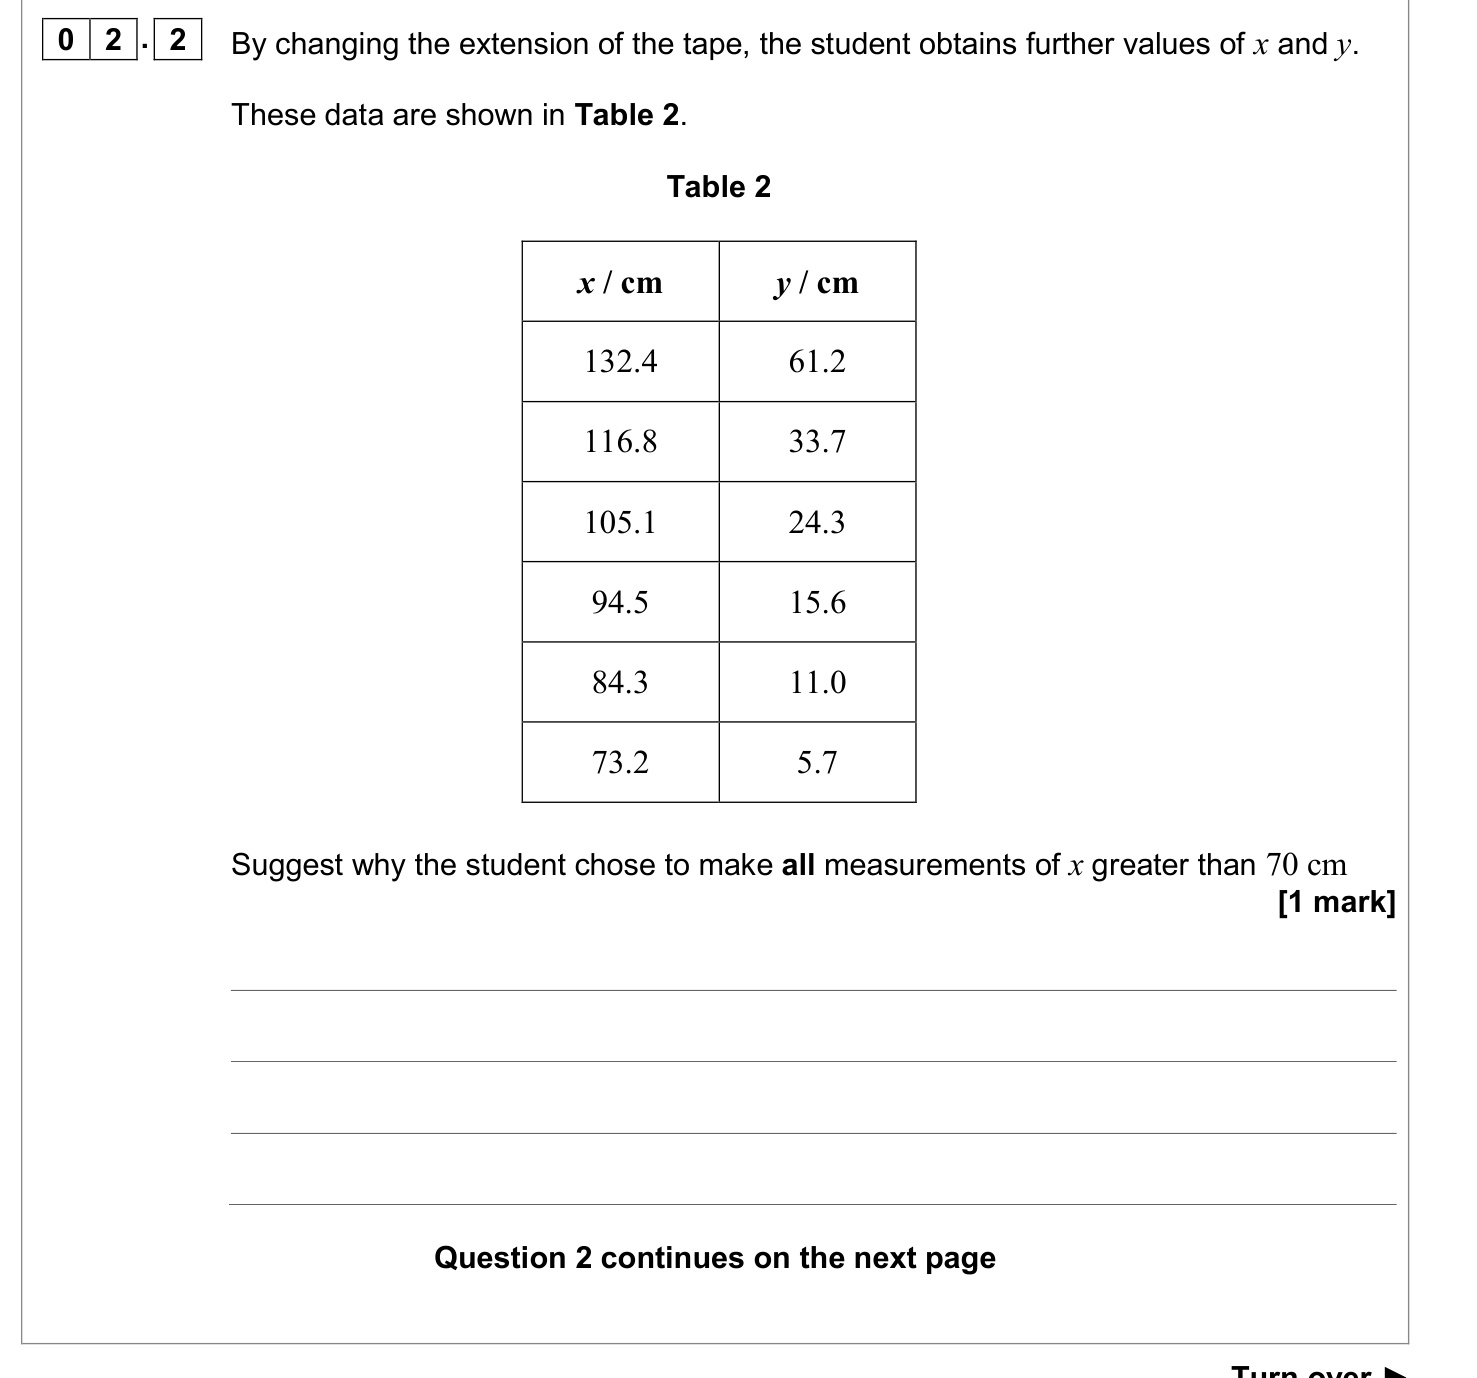 0 2 . 2 By changing the extension of the tape, the student obtains further values of x and y.
These data are shown in Table 2.
Table 2
x / cm y / cm
132.4 61.2
116.8 33.7
105.1 24.3
94.5 15.6
84.3 11.0
73.2 5.7
Suggest why the student chose to make all measurements of x greater than 70 cm
[1 mark]
Question 2 continues on the next page
Turn over ►